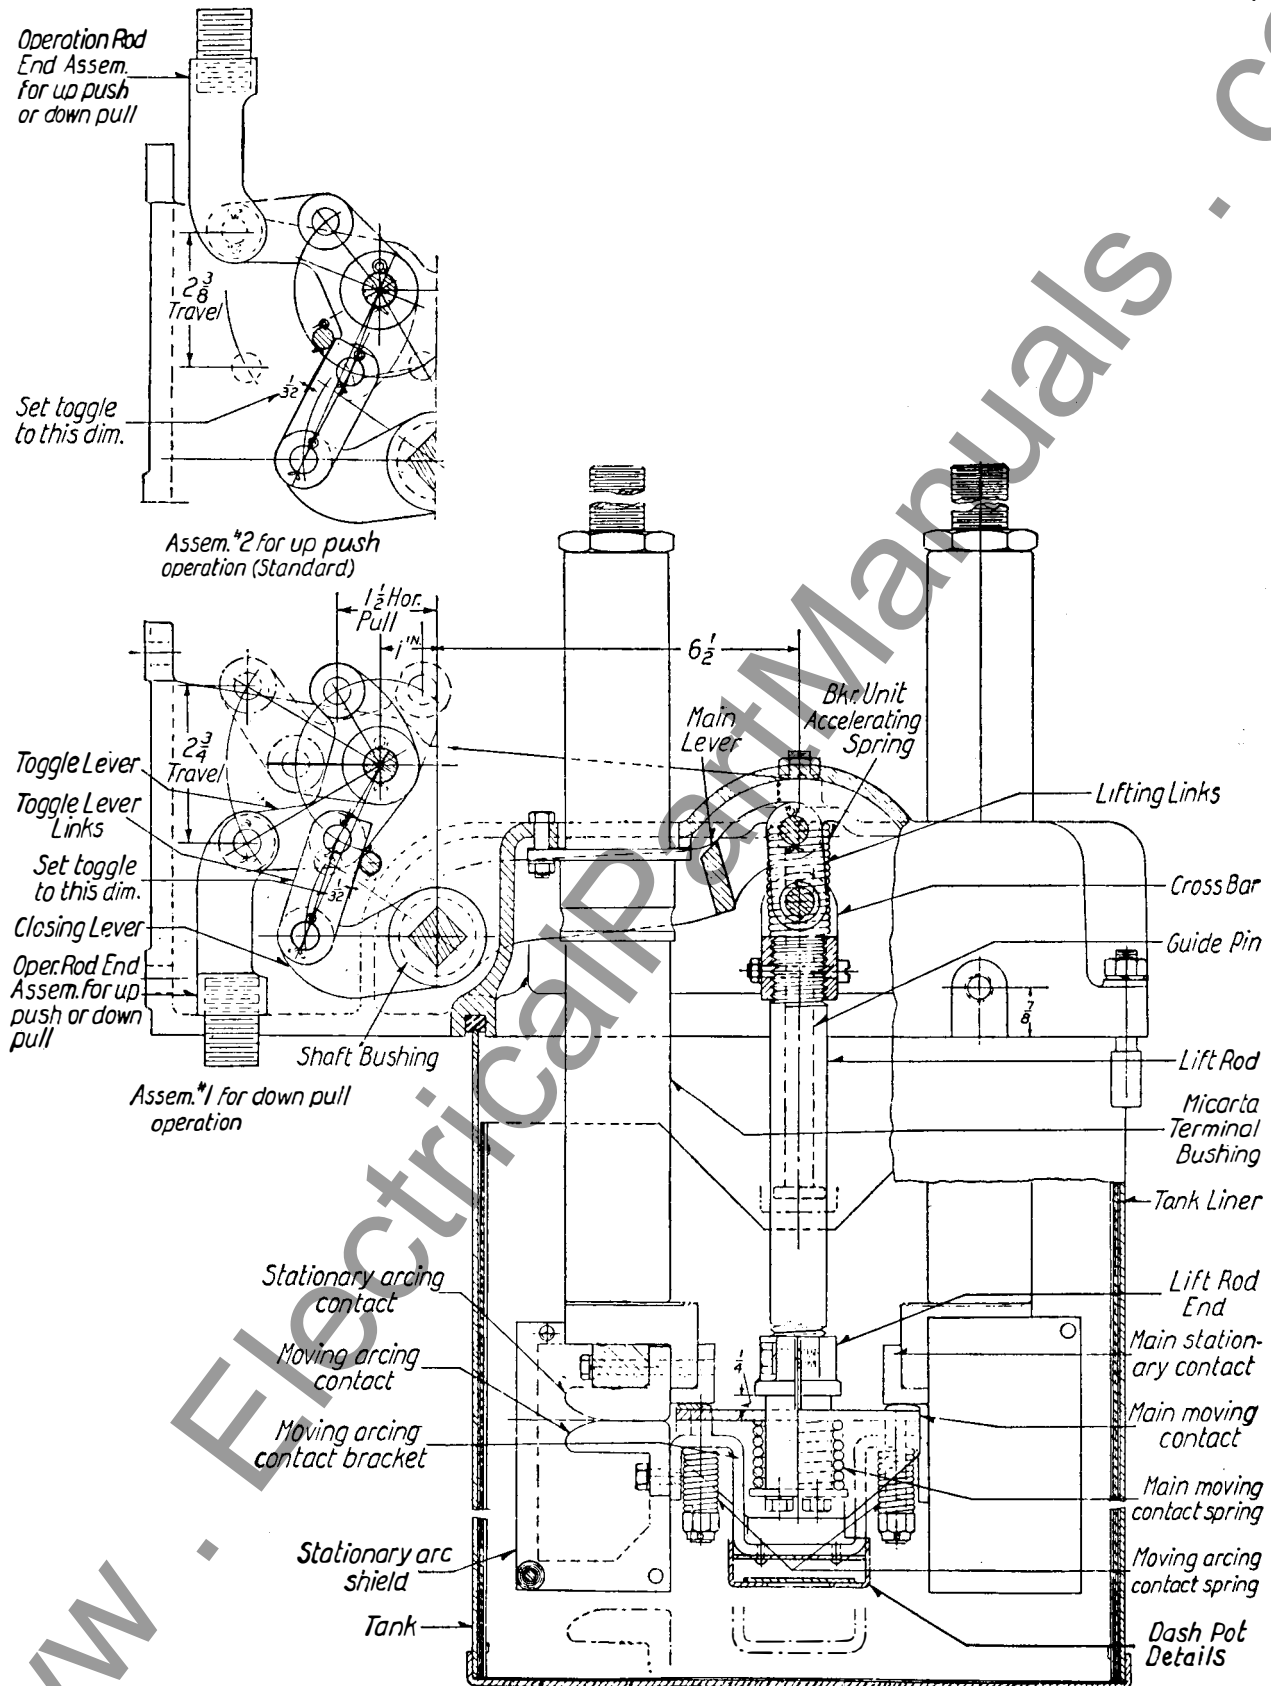 Operation Rod
End Assem.
for up push
or down pull
2 3/8
Travel
1/32
Set toggle
to this dim.
Assem. #2 for up push
operation (Standard)
1 1/2 Hor.
Pull
1"
6 1/2
Bkr. Unit
Accelerating
Spring
Main
Lever
2 3/4
Travel
Toggle Lever
Toggle Lever
Links
Set toggle
to this dim.
1/32
Closing Lever
Oper. Rod End
Assem. for up
push or down
pull
Shaft Bushing
Assem. #1 for down pull
operation
Lifting Links
Cross Bar
Guide Pin
7/8
Lift Rod
Micarta
Terminal
Bushing
Tank Liner
Lift Rod
End
Main station-
ary contact
Main moving
contact
Main moving
contact spring
Moving arcing
contact spring
Dash Pot
Details
Stationary arcing
contact
Moving arcing
contact
Moving arcing
contact bracket
1/4
Stationary arc
shield
Tank
w . ElectricalPartManuals . c